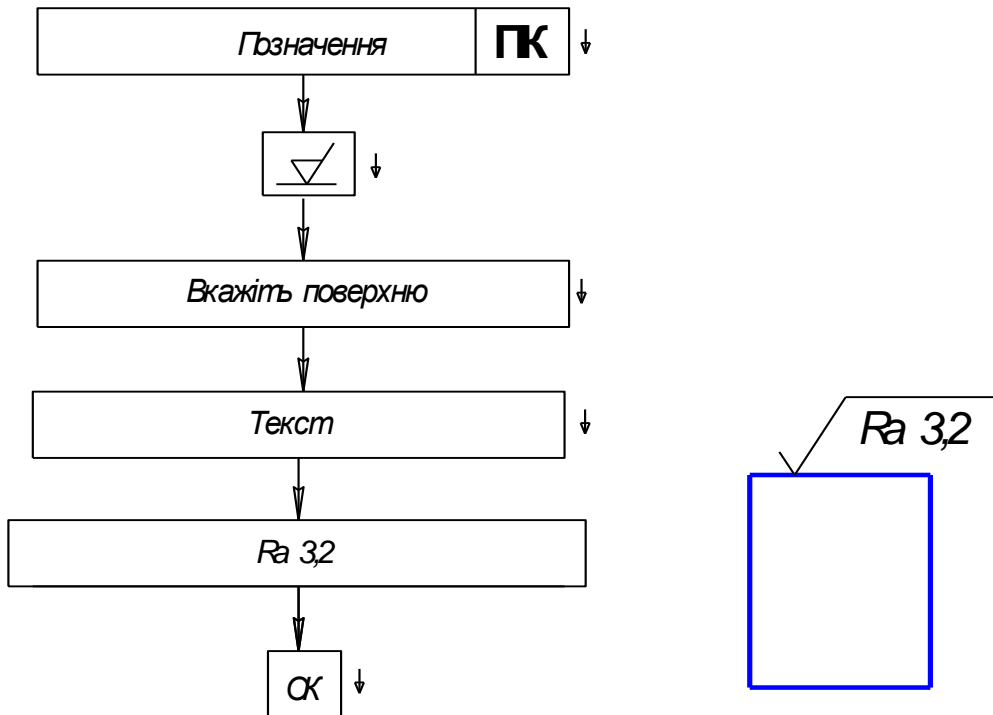 Позначення ПК
Вкажіть поверхню
Текст
Ra 3,2
Ra 3,2
ОК